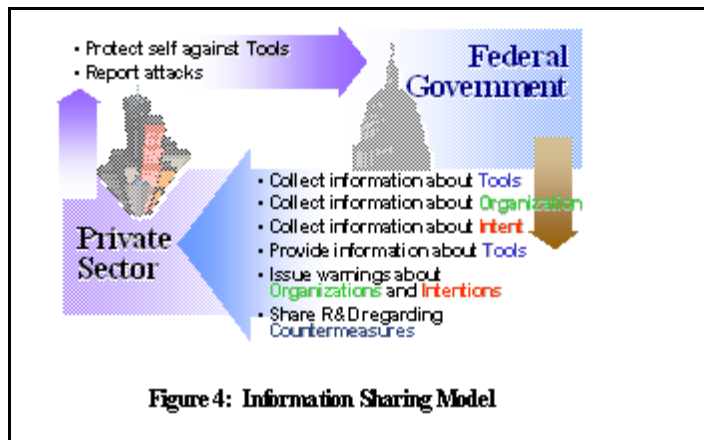 • Protect self against Tools
• Report attacks
Federal
Government
Private
Sector
• Collect information about Tools
• Collect information about Organization
• Collect information about Intent
• Provide information about Tools
• Issue warnings about
Organizations and Intentions
• Share R&D regarding
Countermeasures
Figure 4: Information Sharing Model